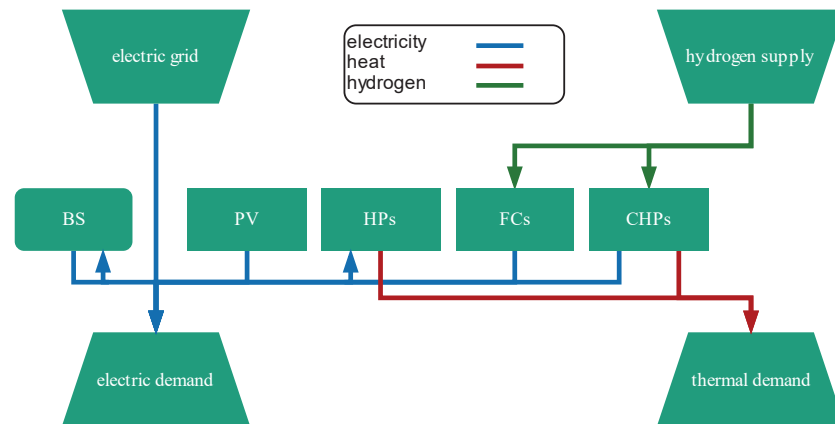 electric grid
electricity
heat
hydrogen
hydrogen supply
BS
PV
HPs
FCs
CHPs
electric demand
thermal demand